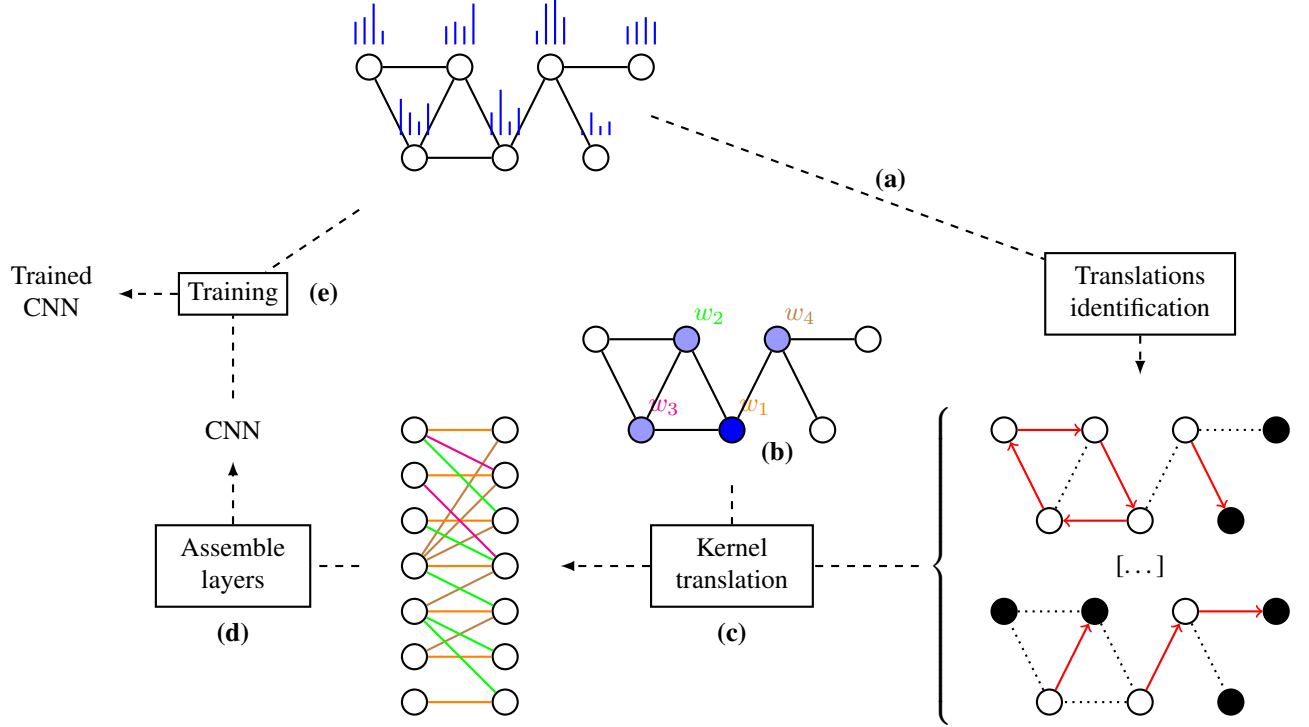 (a)
Translations
identification
Trained
CNN
Training
(e)
w₂
w₄
w₃
w₁
(b)
CNN
Assemble
layers
(d)
Kernel
translation
(c)
[...]